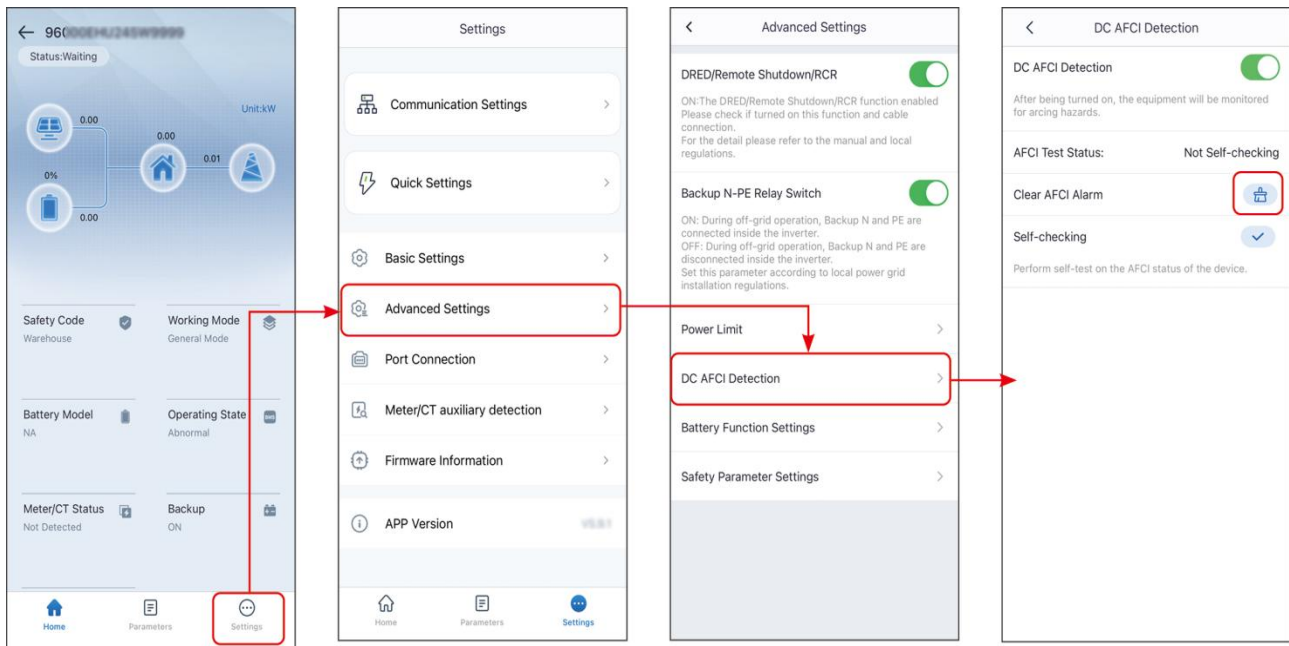 Status:Waiting
Unit:kW
0.00
0.00
0.01
0%
0.00
Safety Code
Warehouse
Working Mode
General Mode
Battery Model
NA
Operating State
Abnormal
Meter/CT Status
Not Detected
Backup
ON
Home
Parameters
Settings
Settings
Communication Settings
Quick Settings
Basic Settings
Advanced Settings
Port Connection
Meter/CT auxiliary detection
Firmware Information
APP Version
Home
Parameters
Settings
Advanced Settings
DRED/Remote Shutdown/RCR
ON:The DRED/Remote Shutdown/RCR function enabled
Please check if turned on this function and cable
connection.
For the detail please refer to the manual and local
regulations.
Backup N-PE Relay Switch
ON: During off-grid operation, Backup N and PE are
connected inside the inverter.
OFF: During off-grid operation, Backup N and PE are
disconnected inside the inverter.
Set this parameter according to local power grid
installation regulations.
Power Limit
DC AFCI Detection
Battery Function Settings
Safety Parameter Settings
DC AFCI Detection
DC AFCI Detection
After being turned on, the equipment will be monitored
for arcing hazards.
AFCI Test Status:
Not Self-checking
Clear AFCI Alarm
Self-checking
Perform self-test on the AFCI status of the device.